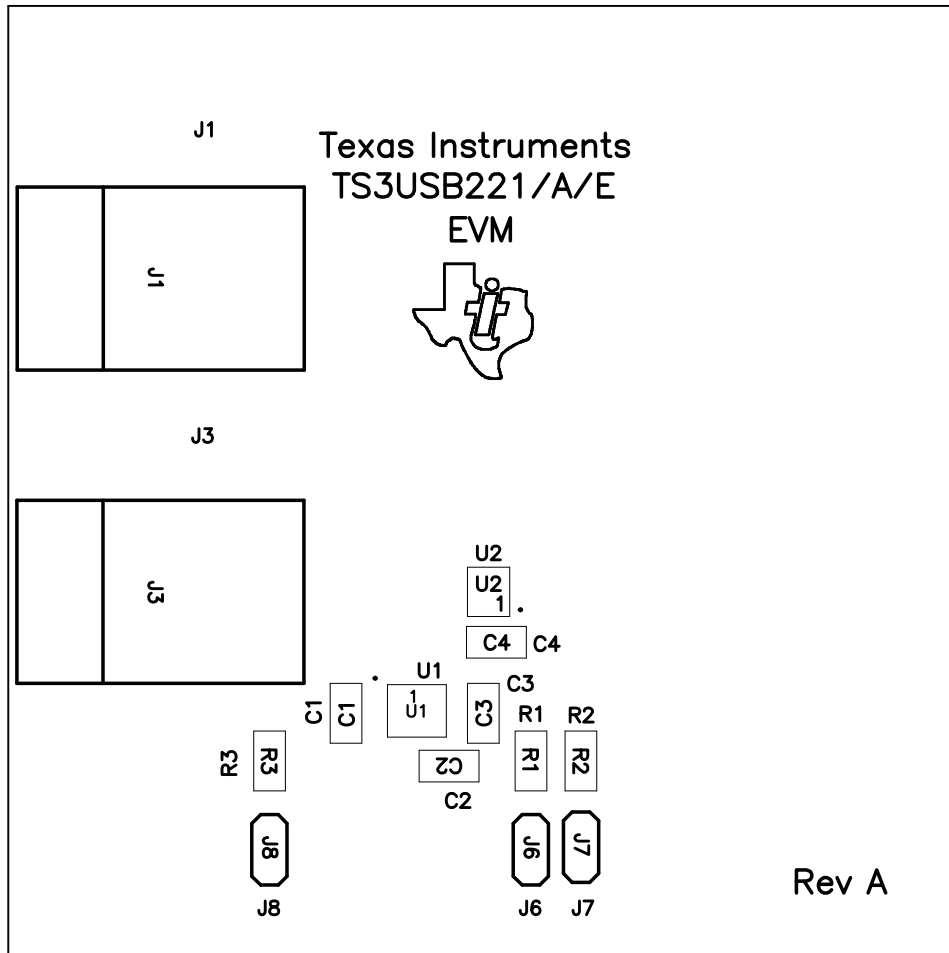 J1
Texas Instruments
TS3USB221/A/E
EVM
J1
J3
J3
U2
U2
1
C4 C4
U1
C3
1
U1
C1 C1
C3
R1 R2
R3 R3
R1
R2
C2
C2
J8
J6
J7
Rev A
J8
J6 J7